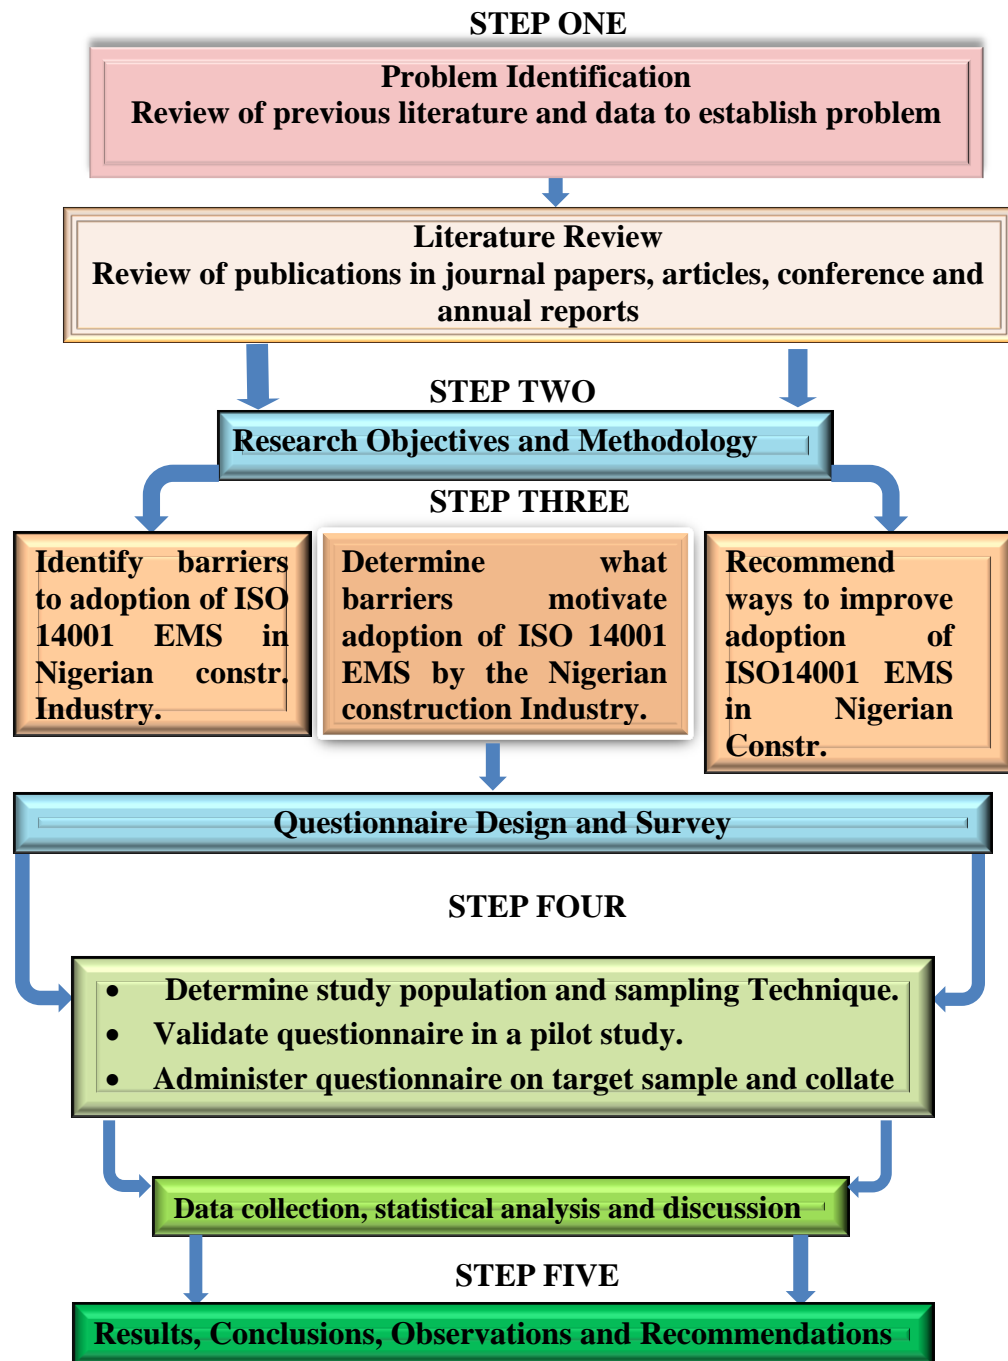 STEP ONE
Problem Identification
Review of previous literature and data to establish problem
Literature Review
Review of publications in journal papers, articles, conference and
annual reports
STEP TWO
Research Objectives and Methodology
STEP THREE
Identify barriers
to adoption of ISO
14001 EMS in
Nigerian constr.
Industry.
Determine what
barriers motivate
adoption of ISO 14001
EMS by the Nigerian
construction Industry.
Recommend
ways to improve
adoption of
ISO14001 EMS
in Nigerian
Constr.
Questionnaire Design and Survey
STEP FOUR
• Determine study population and sampling Technique.
• Validate questionnaire in a pilot study.
• Administer questionnaire on target sample and collate
Data collection, statistical analysis and discussion
STEP FIVE
Results, Conclusions, Observations and Recommendations